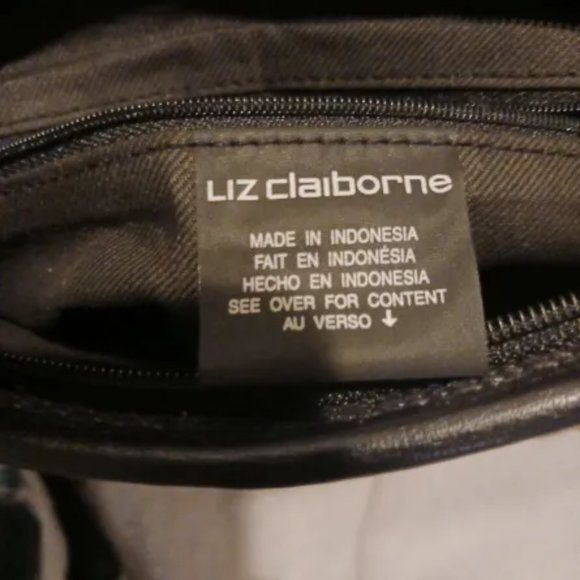 LIZ claiborne
MADE IN INDONESIA
FAIT EN INDONÉSIA
HECHO EN INDONESIA
SEE OVER FOR CONTENT
AU VERSO ↓